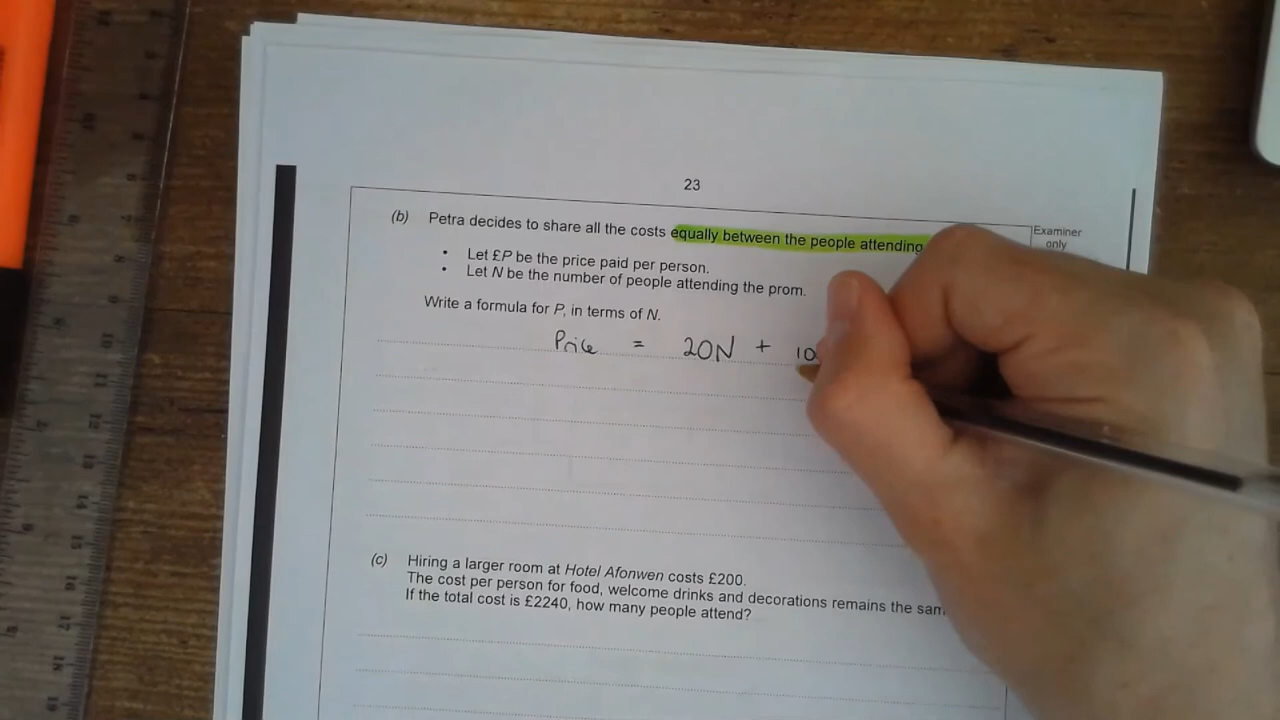 23
(b) Petra decides to share all the costs equally between the people attending
Examiner
only
• Let £P be the price paid per person.
• Let N be the number of people attending the prom.
Write a formula for P, in terms of N.
Price = 20N + 10
(c) Hiring a larger room at Hotel Afonwen costs £200.
The cost per person for food, welcome drinks and decorations remains the
If the total cost is £2240, how many people attend?